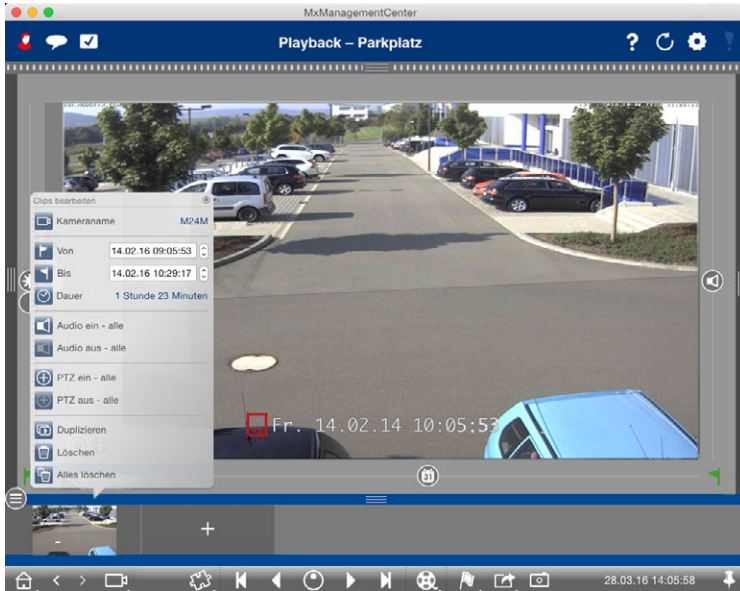 MxManagementCenter
Playback – Parkplatz
Clips bearbeiten
Kameraname M24M
Von 14.02.16 09:05:53
Bis 14.02.16 10:29:17
Dauer 1 Stunde 23 Minuten
Audio ein - alle
Audio aus - alle
PTZ ein - alle
PTZ aus - alle
Duplizieren
Löschen
Alles löschen
Fr. 14.02.14 10:05:53
31
28.03.16 14:05:58